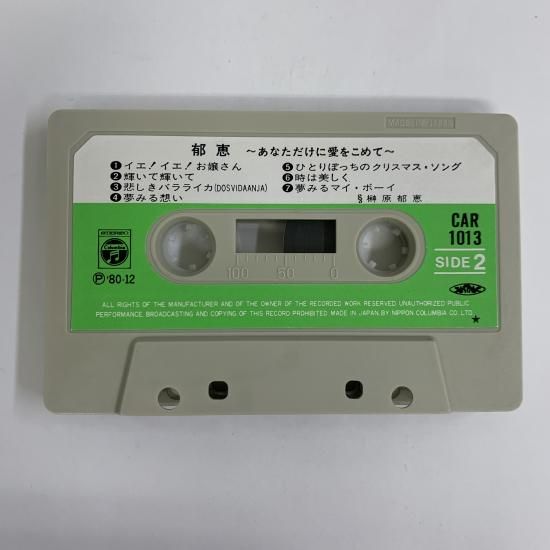 MADE IN JAPAN
郁恵 ～あなただけに愛をこめて～
❶イエ!イエ!お嬢さん
❷輝いて輝いて
❸悲しきバラライカ(DOSVIDAANJA)
❹夢みる想い
❺ひとりぼっちのクリスマス・ソング
❻時は美しく
❼夢みるマイ・ボーイ
§榊原郁恵
STEREO
Columbia
Ⓟ'80・12
100 50 0
CAR
1013
SIDE 2
ALL RIGHTS OF THE MANUFACTURER AND OF THE OWNER OF THE RECORDED WORK RESERVED. UNAUTHORIZED PUBLIC
PERFORMANCE, BROADCASTING AND COPYING OF THIS RECORD PROHIBITED. MADE IN JAPAN BY NIPPON COLUMBIA CO. LTD.